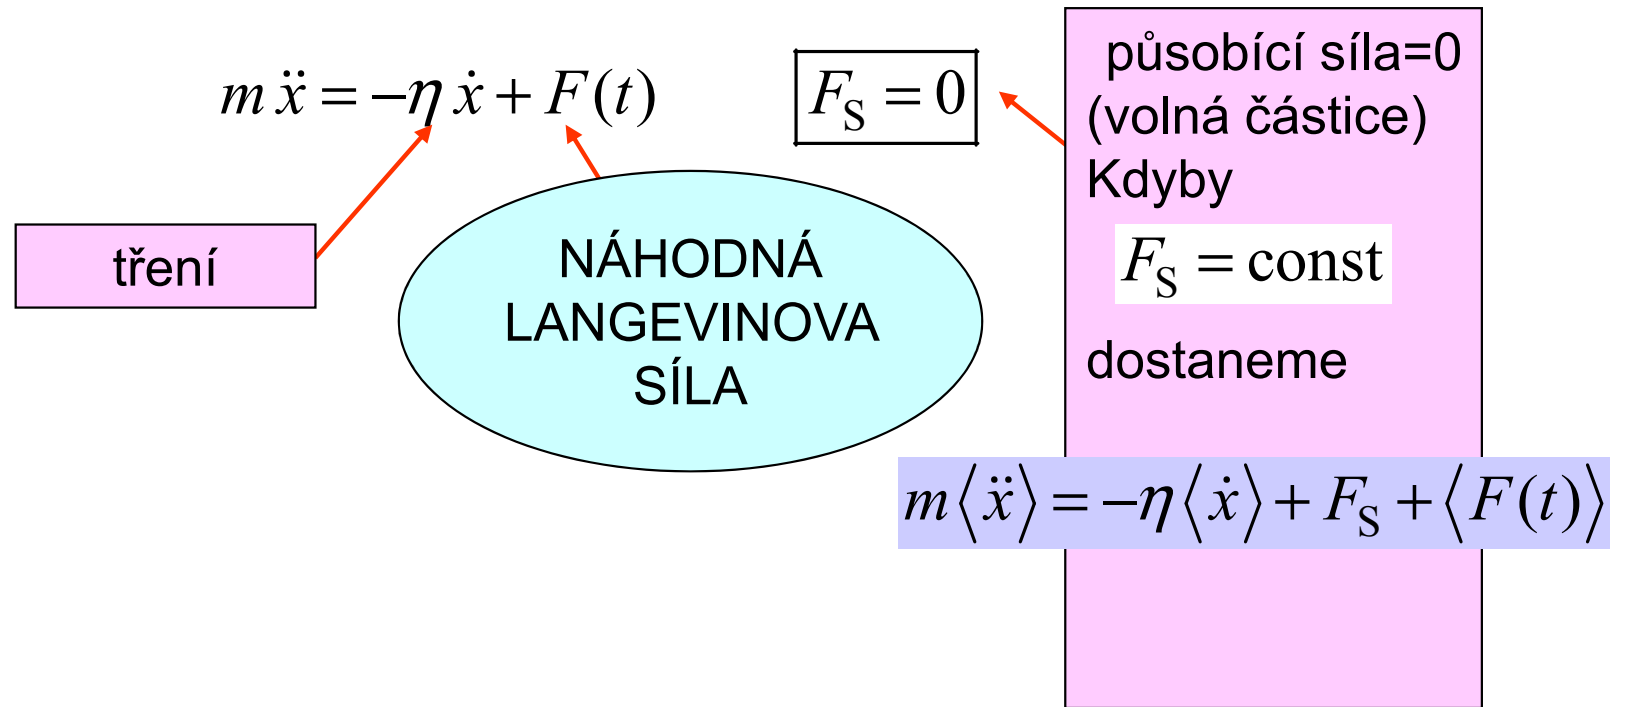 m ẍ = −η ẋ + F(t)
F_S = 0
tření
NÁHODNÁ
LANGEVINOVA
SÍLA
působící síla=0
(volná částice)
Kdyby
F_S = const
dostaneme
m⟨ẍ⟩ = −η⟨ẋ⟩ + F_S + ⟨F(t)⟩